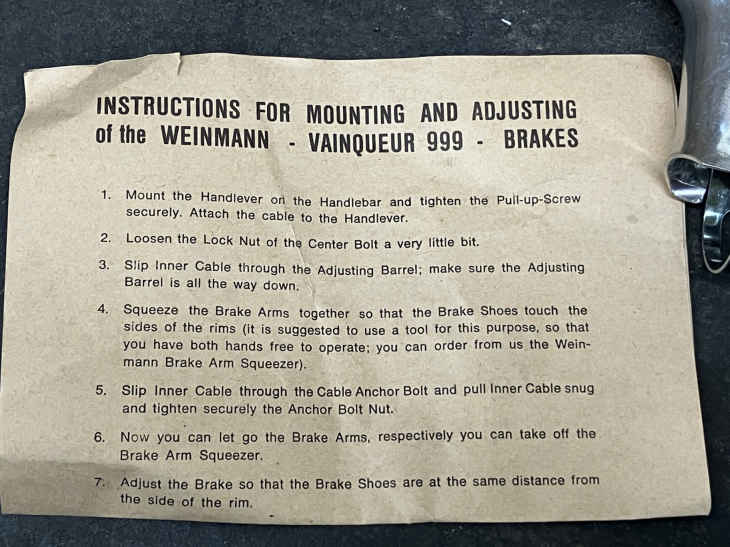 INSTRUCTIONS FOR MOUNTING AND ADJUSTING
of the WEINMANN - VAINQUEUR 999 - BRAKES
1. Mount the Handlever on the Handlebar and tighten the Pull-up-Screw
securely. Attach the cable to the Handlever.
2. Loosen the Lock Nut of the Center Bolt a very little bit.
3. Slip Inner Cable through the Adjusting Barrel; make sure the Adjusting
Barrel is all the way down.
4. Squeeze the Brake Arms together so that the Brake Shoes touch the
sides of the rims (it is suggested to use a tool for this purpose, so that
you have both hands free to operate; you can order from us the Wein-
mann Brake Arm Squeezer).
5. Slip Inner Cable through the Cable Anchor Bolt and pull Inner Cable snug
and tighten securely the Anchor Bolt Nut.
6. Now you can let go the Brake Arms, respectively you can take off the
Brake Arm Squeezer.
7. Adjust the Brake so that the Brake Shoes are at the same distance from
the side of the rim.